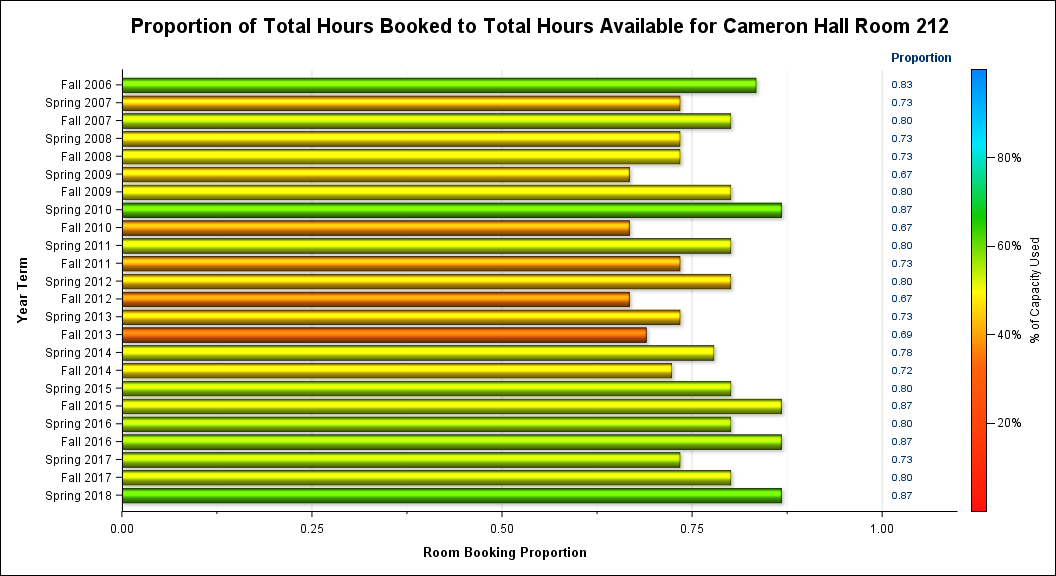 Proportion of Total Hours Booked to Total Hours Available for Cameron Hall Room 212
Proportion
Fall 2006 0.83
Spring 2007 0.73
Fall 2007 0.80
Spring 2008 0.73
Fall 2008 0.73
Spring 2009 0.67
Fall 2009 0.80
Spring 2010 0.87
Fall 2010 0.67
Spring 2011 0.80
Fall 2011 0.73
Spring 2012 0.80
Fall 2012 0.67
Spring 2013 0.73
Fall 2013 0.69
Spring 2014 0.78
Fall 2014 0.72
Spring 2015 0.80
Fall 2015 0.87
Spring 2016 0.80
Fall 2016 0.87
Spring 2017 0.73
Fall 2017 0.80
Spring 2018 0.87
Year Term
0.00 0.25 0.50 0.75 1.00
Room Booking Proportion
80%
60%
40%
20%
% of Capacity Used